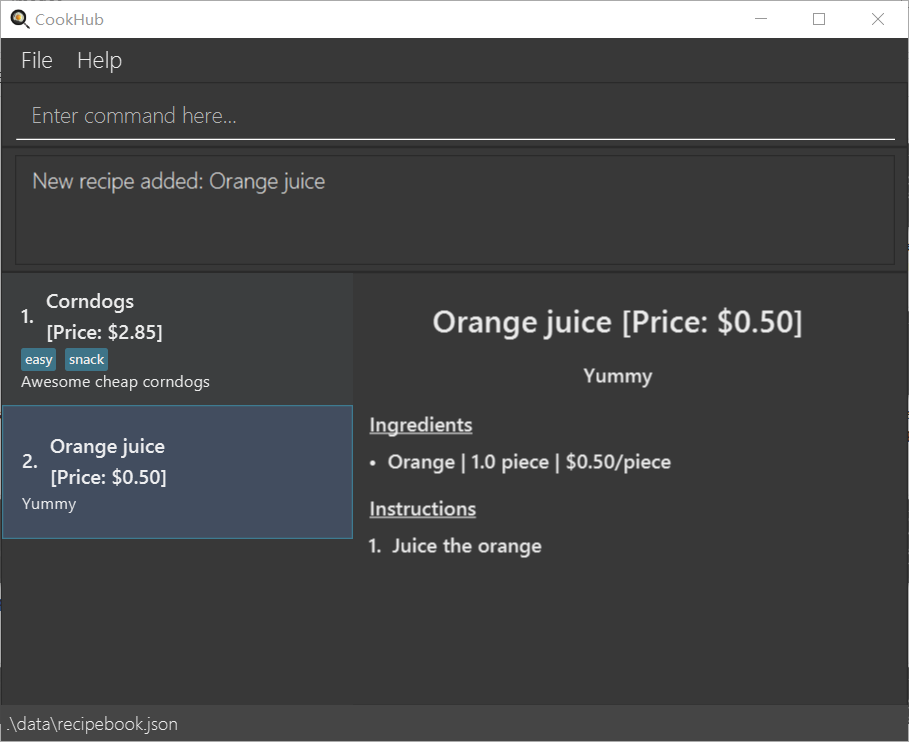 CookHub
File Help
Enter command here...
New recipe added: Orange juice
1. Corndogs
[Price: $2.85]
easy snack
Awesome cheap corndogs
2. Orange juice
[Price: $0.50]
Yummy
Orange juice [Price: $0.50]
Yummy
Ingredients
• Orange | 1.0 piece | $0.50/piece
Instructions
1. Juice the orange
.\data\recipebook.json